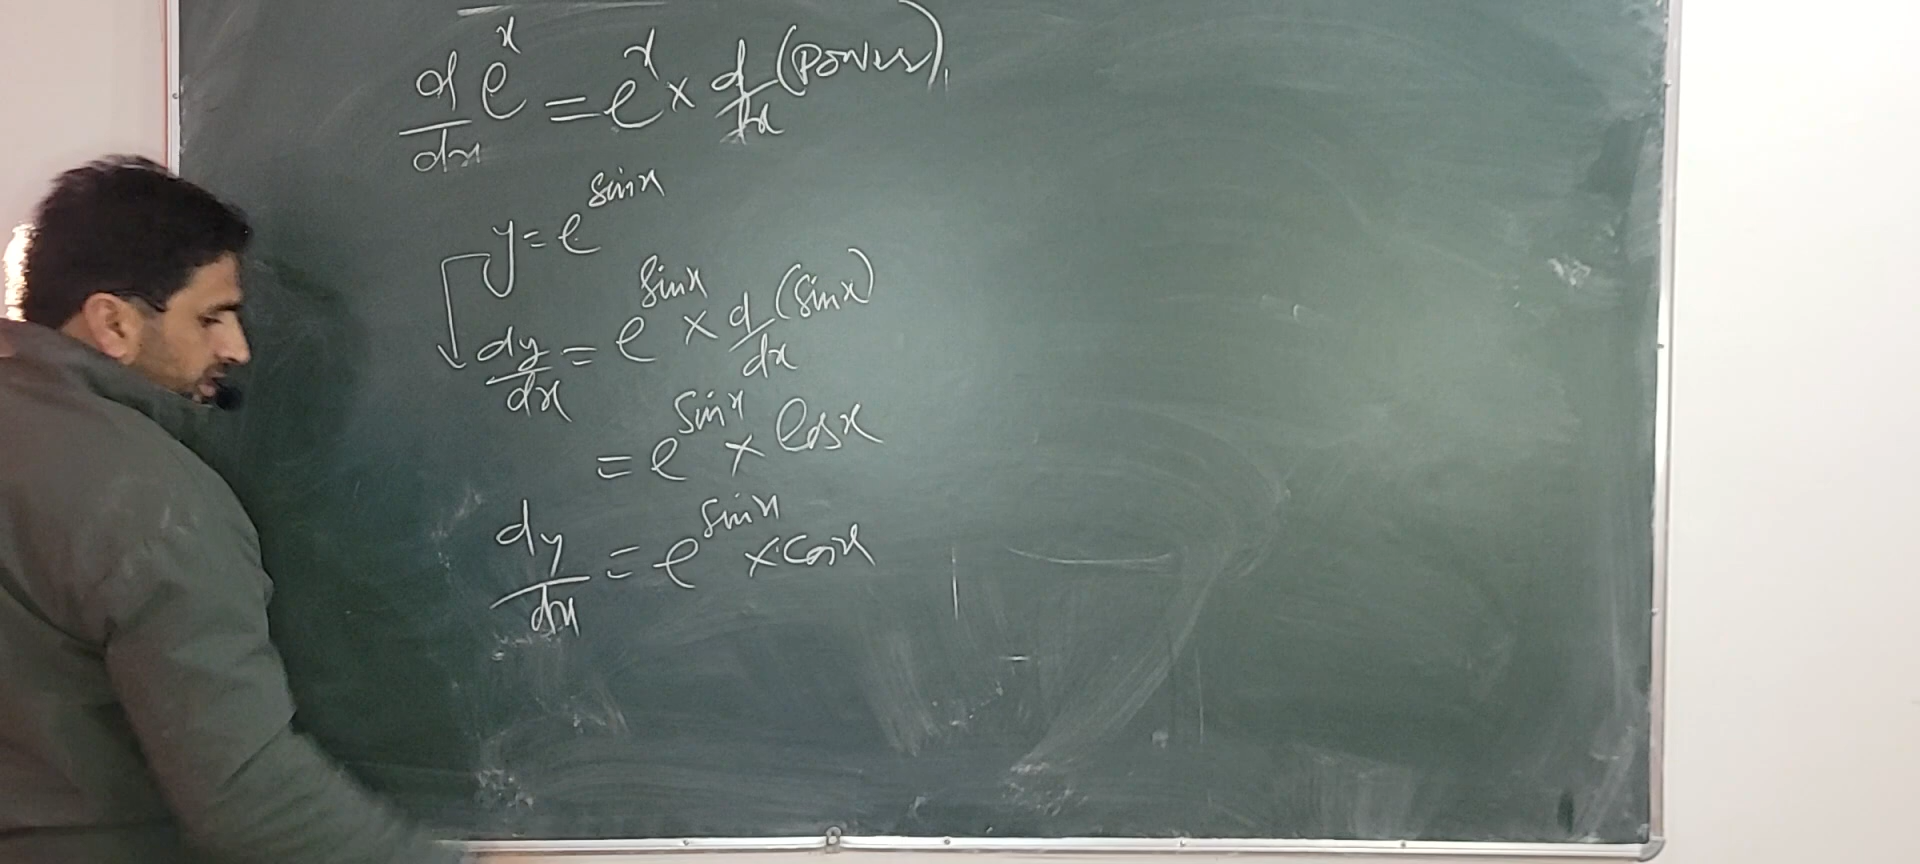 d/dx e^x = e^x × d/dx (Power)
y = e^sinx
dy/dx = e^sinx × d/dx (sinx)
= e^sinx × Cosx
dy/dx = e^sinx × cosx